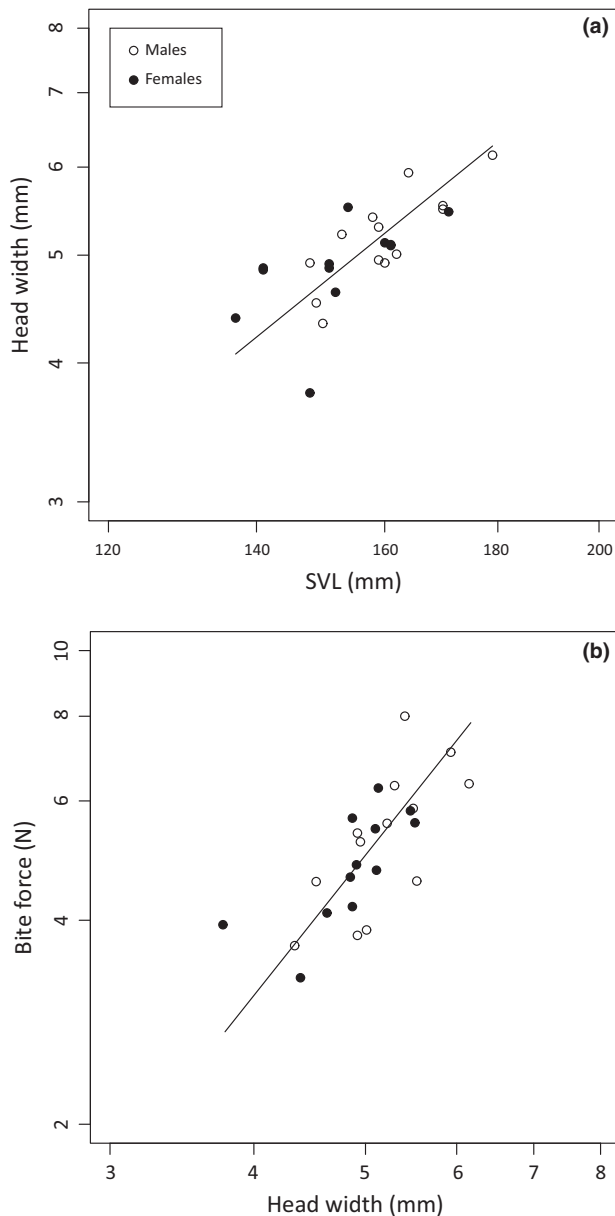 (a)
Males
Females
8
7
6
5
4
3
Head width (mm)
120 140 160 180 200
SVL (mm)
(b)
10
8
6
4
2
Bite force (N)
3 4 5 6 7 8
Head width (mm)